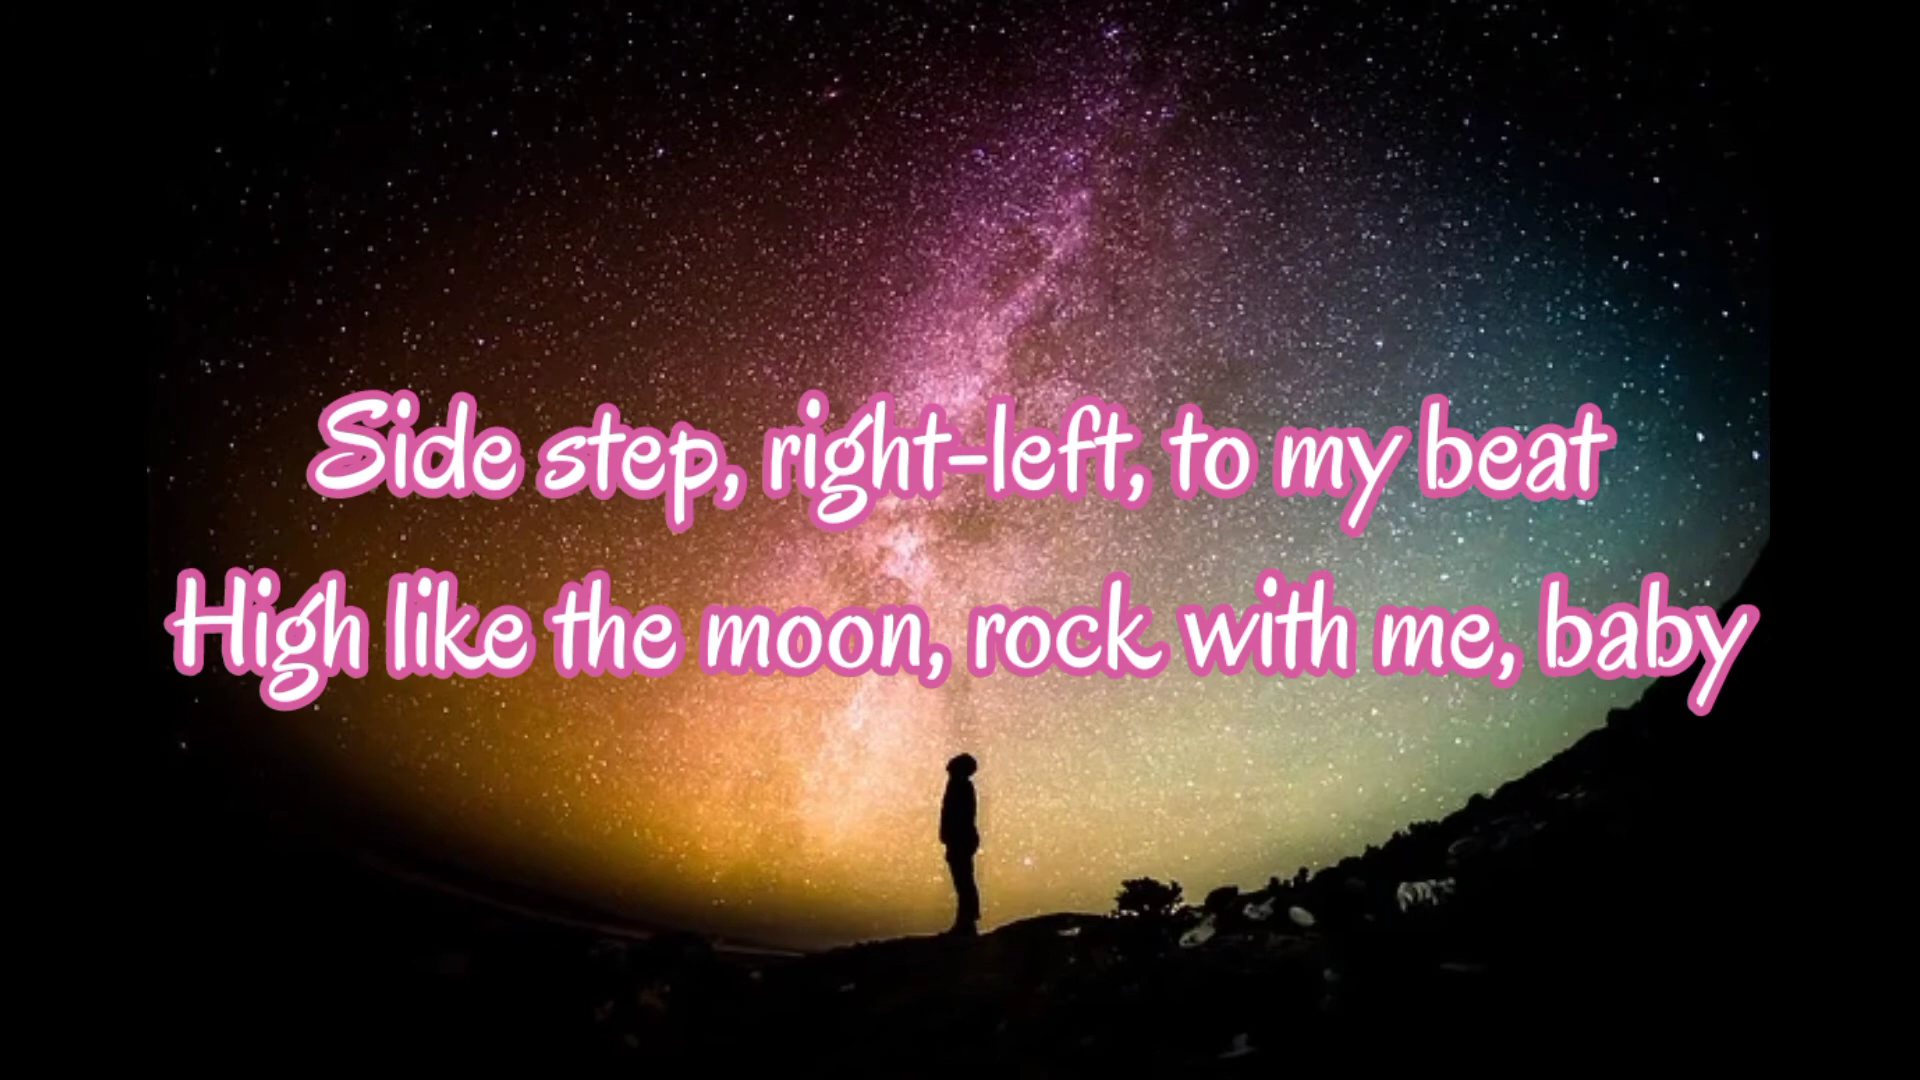 Side step, right-left, to my beat
High like the moon, rock with me, baby